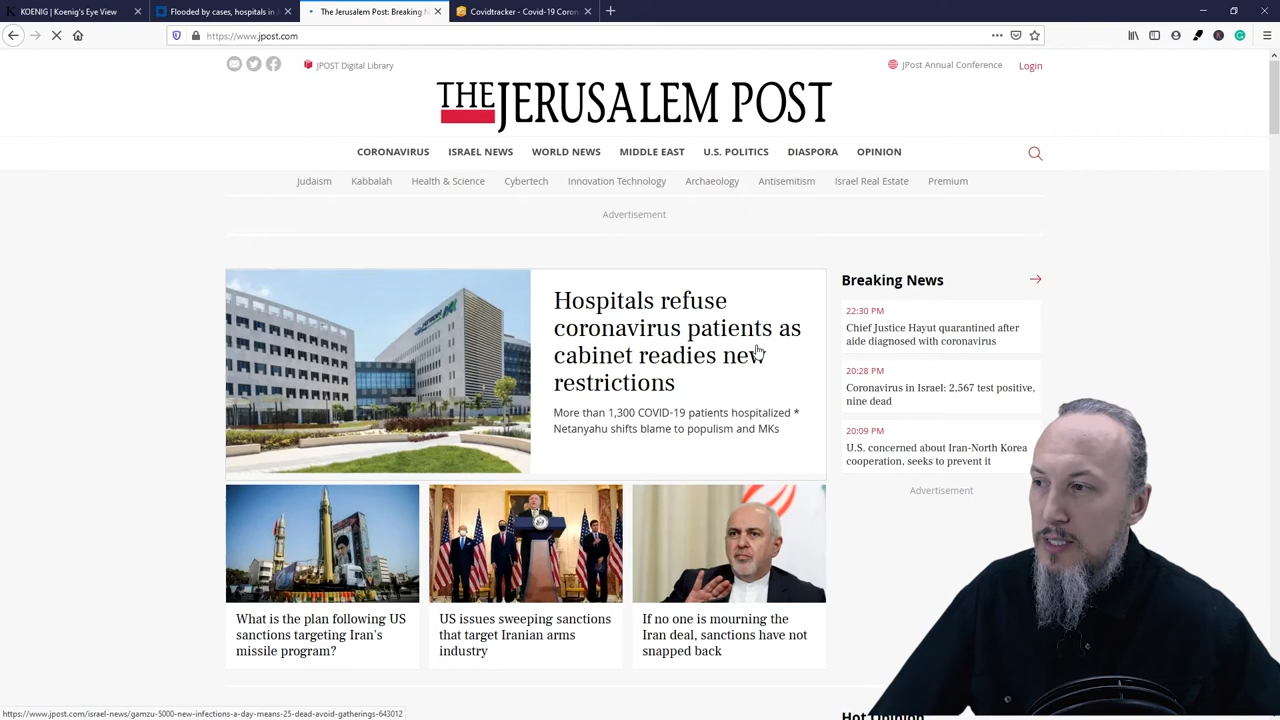 KOENIG | Koenig's Eye View
Flooded by cases, hospitals in
The Jerusalem Post: Breaking N
Covidtracker - Covid-19 Coron
https://www.jpost.com
JPOST Digital Library
JPost Annual Conference
Login
THE JERUSALEM POST
CORONAVIRUS ISRAEL NEWS WORLD NEWS MIDDLE EAST U.S. POLITICS DIASPORA OPINION
Judaism Kabbalah Health & Science Cybertech Innovation Technology Archaeology Antisemitism Israel Real Estate Premium
Advertisement
Hospitals refuse
coronavirus patients as
cabinet readies new
restrictions
More than 1,300 COVID-19 patients hospitalized *
Netanyahu shifts blame to populism and MKs
Breaking News
22:30 PM
Chief Justice Hayut quarantined after
aide diagnosed with coronavirus
20:28 PM
Coronavirus in Israel: 2,567 test positive,
nine dead
20:09 PM
U.S. concerned about Iran-North Korea
cooperation, seeks to prevent it
Advertisement
What is the plan following US
sanctions targeting Iran's
missile program?
US issues sweeping sanctions
that target Iranian arms
industry
If no one is mourning the
Iran deal, sanctions have not
snapped back
https://www.jpost.com/israel-news/gamzu-5000-new-infections-a-day-means-25-dead-avoid-gatherings-643012
Hot Opinion